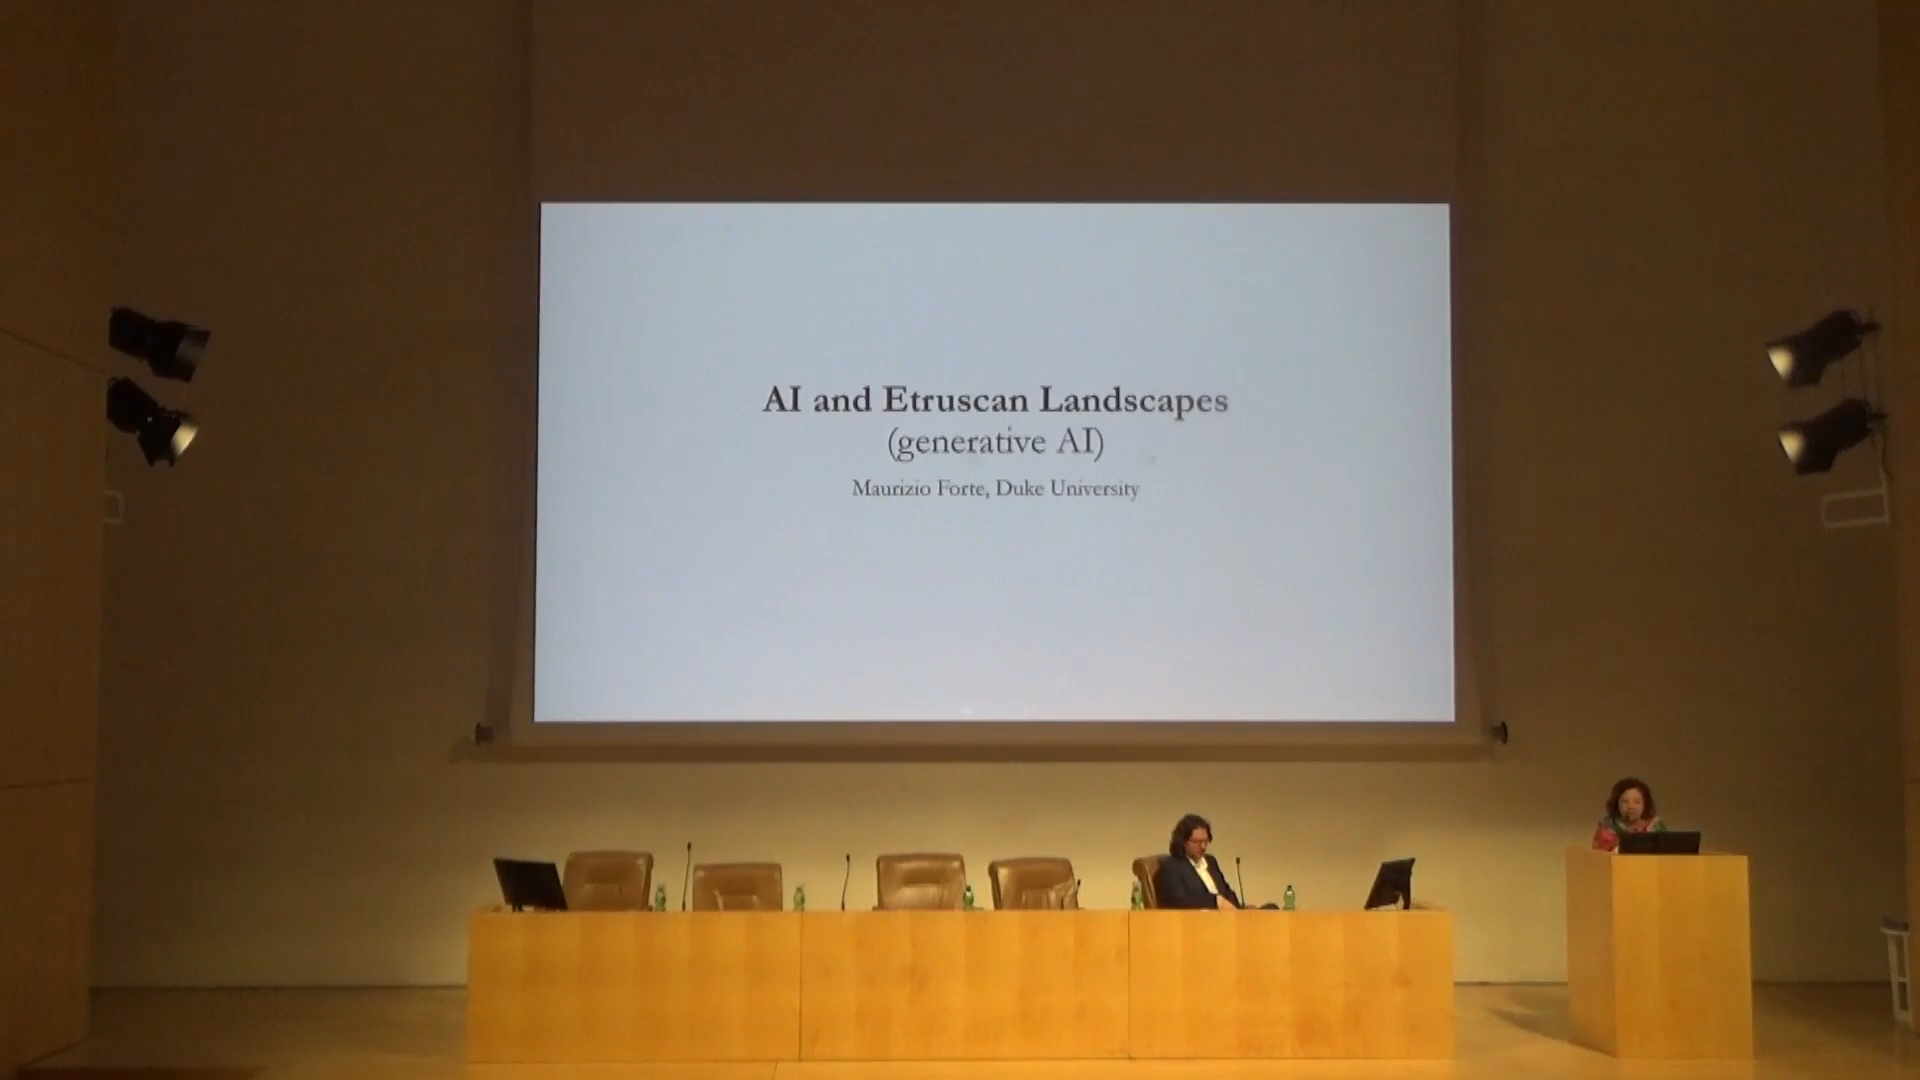 AI and Etruscan Landscapes
(generative AI)
Maurizio Forte, Duke University